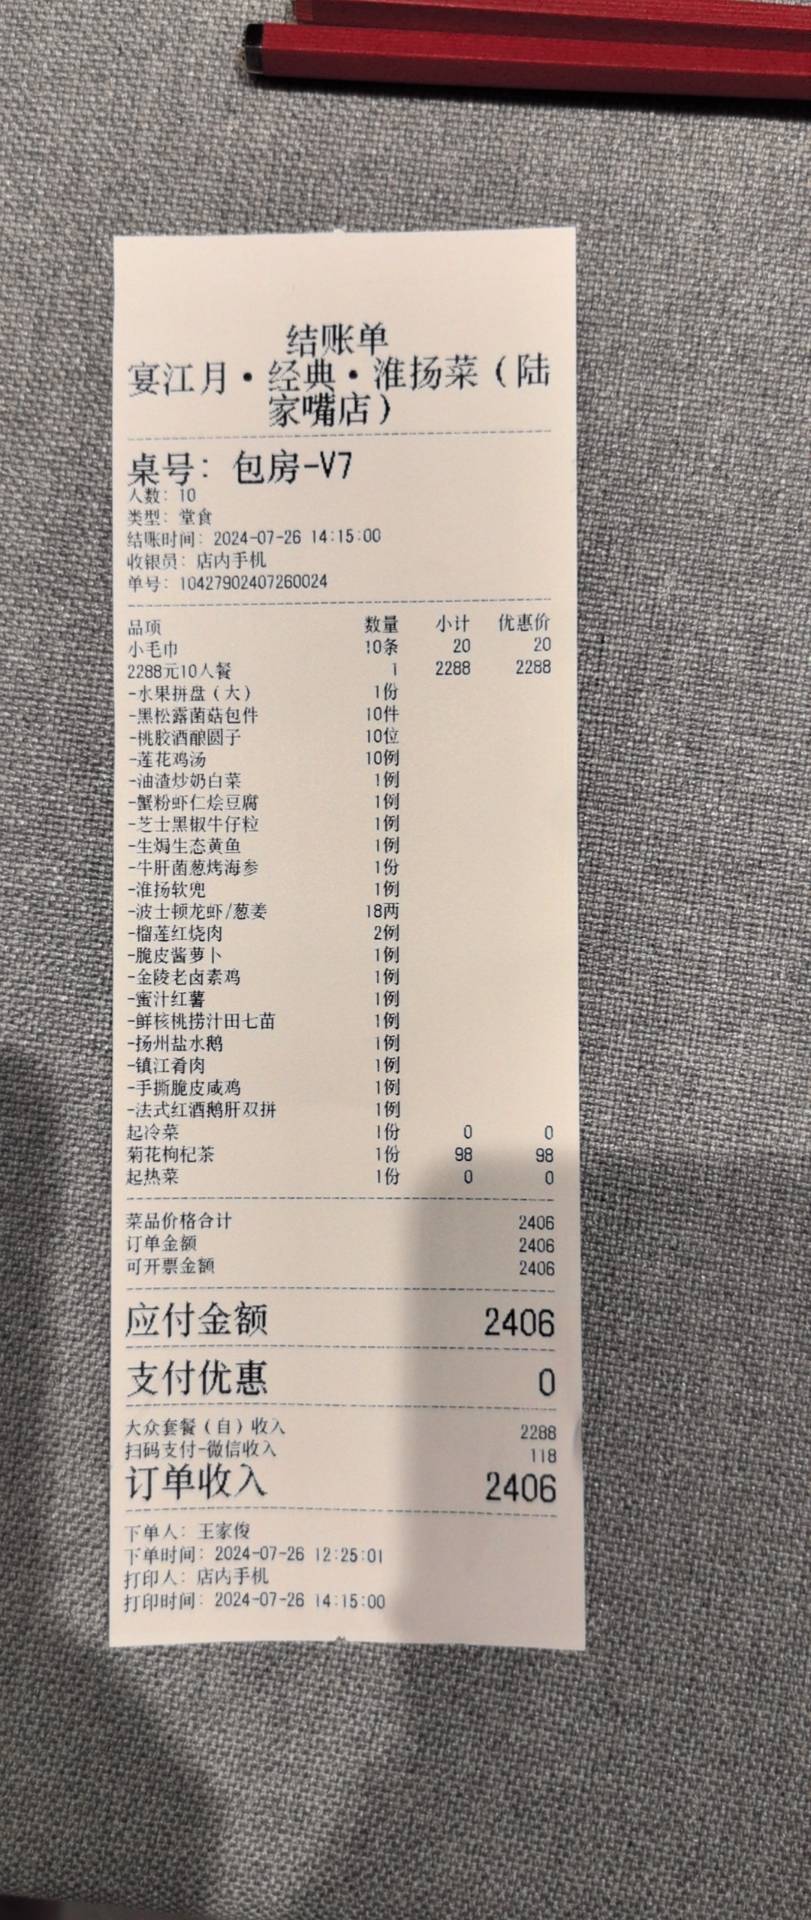 结账单
宴江月·经典·淮扬菜（陆
家嘴店）
桌号：包房-V7
人数：10
类型：堂食
结账时间：2024-07-26 14:15:00
收银员：店内手机
单号：10427902407260024
品项 数量 小计 优惠价
小毛巾 10条 20 20
2288元10人餐 1 2288 2288
-水果拼盘（大） 1份
-黑松露菌菇包件 10件
-桃胶酒酿圆子 10位
-莲花鸡汤 10例
-油渣炒奶白菜 1例
-蟹粉虾仁烩豆腐 1例
-芝士黑椒牛仔粒 1例
-生焗生态黄鱼 1例
-牛肝菌葱烤海参 1份
-淮扬软兜 1例
-波士顿龙虾/葱姜 18两
-榴莲红烧肉 2例
-脆皮酱萝卜 1例
-金陵老卤素鸡 1例
-蜜汁红薯 1例
-鲜核桃捞汁田七苗 1例
-扬州盐水鹅 1例
-镇江肴肉 1例
-手撕脆皮咸鸡 1例
-法式红酒鹅肝双拼 1例
起冷菜 1份 0 0
菊花枸杞茶 1份 98 98
起热菜 1份 0 0
菜品价格合计 2406
订单金额 2406
可开票金额 2406
应付金额 2406
支付优惠 0
大众套餐（自）收入 2288
扫码支付-微信收入 118
订单收入 2406
下单人：王家俊
下单时间：2024-07-26 12:25:01
打印人：店内手机
打印时间：2024-07-26 14:15:00